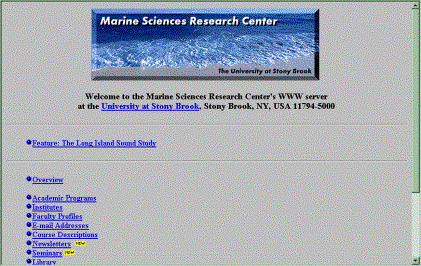 Marine Sciences Research Center
The University at Stony Brook
Welcome to the Marine Sciences Research Center's WWW server
at the University at Stony Brook, Stony Brook, NY, USA 11794-5000
Feature: The Long Island Sound Study
Overview
Academic Programs
Institutes
Faculty Profiles
E-mail Addresses
Course Descriptions
Newsletters NEW
Seminars NEW
Library